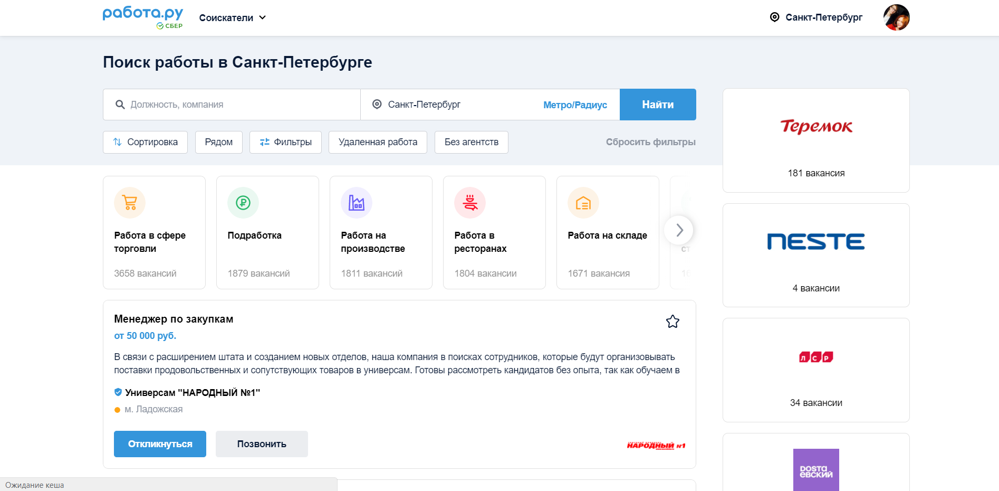 работа.ру
СБЕР
Соискатели
Санкт-Петербург
Поиск работы в Санкт-Петербурге
Должность, компания
Санкт-Петербург
Метро/Радиус
Найти
Сортировка
Рядом
Фильтры
Удаленная работа
Без агентств
Сбросить фильтры
Работа в сфере
торговли
3658 вакансий
Подработка
1879 вакансий
Работа на
производстве
1811 вакансий
Работа в
ресторанах
1804 вакансии
Работа на складе
1671 вакансия
Менеджер по закупкам
от 50 000 руб.
В связи с расширением штата и созданием новых отделов, наша компания в поисках сотрудников, которые будут организовывать
поставки продовольственных и сопутствующих товаров в универсам. Готовы рассмотреть кандидатов без опыта, так как обучаем в
Универсам "НАРОДНЫЙ №1"
м. Ладожская
Откликнуться
Позвонить
НАРОДНЫЙ №1
Теремок
181 вакансия
NESTE
4 вакансии
ЛСР
34 вакансии
DOSTA
ЕВСКИЙ
Ожидание кеша